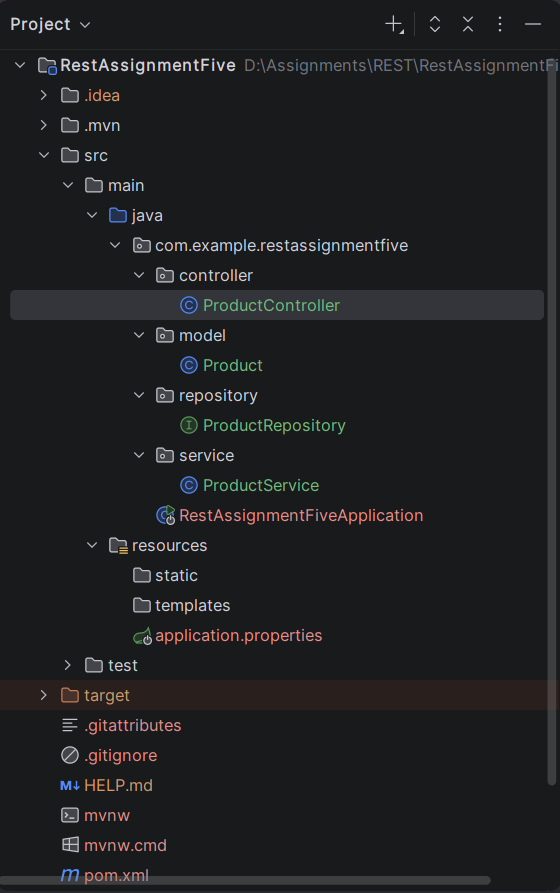 Project
RestAssignmentFive D:\Assignments\REST\RestAssignmentFi
.idea
.mvn
src
main
java
com.example.restassignmentfive
controller
C ProductController
model
C Product
repository
I ProductRepository
service
C ProductService
C RestAssignmentFiveApplication
resources
static
templates
application.properties
test
target
.gitattributes
.gitignore
M↓ HELP.md
mvnw
mvnw.cmd
m pom.xml